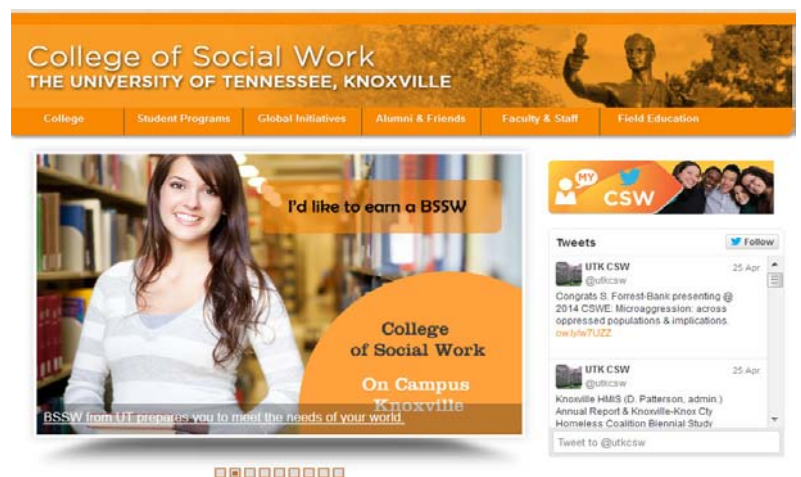 College of Social Work
THE UNIVERSITY OF TENNESSEE, KNOXVILLE
College
Student Programs
Global Initiatives
Alumni & Friends
Faculty & Staff
Field Education
I'd like to earn a BSSW
College
of Social Work
On Campus
Knoxville
BSSW from UT prepares you to meet the needs of your world.
MY
CSW
Tweets
Follow
UTK CSW
25 Apr
@utkcsw
Congrats S. Forrest-Bank presenting @
2014 CSWE: Microaggression: across
oppressed populations & implications.
ow.ly/w7UZZ
UTK CSW
25 Apr
@utkcsw
Knoxville HMIS (D. Patterson, admin.)
Annual Report & Knoxville-Knox Cty
Homeless Coalition Biennial Study
Tweet to @utkcsw